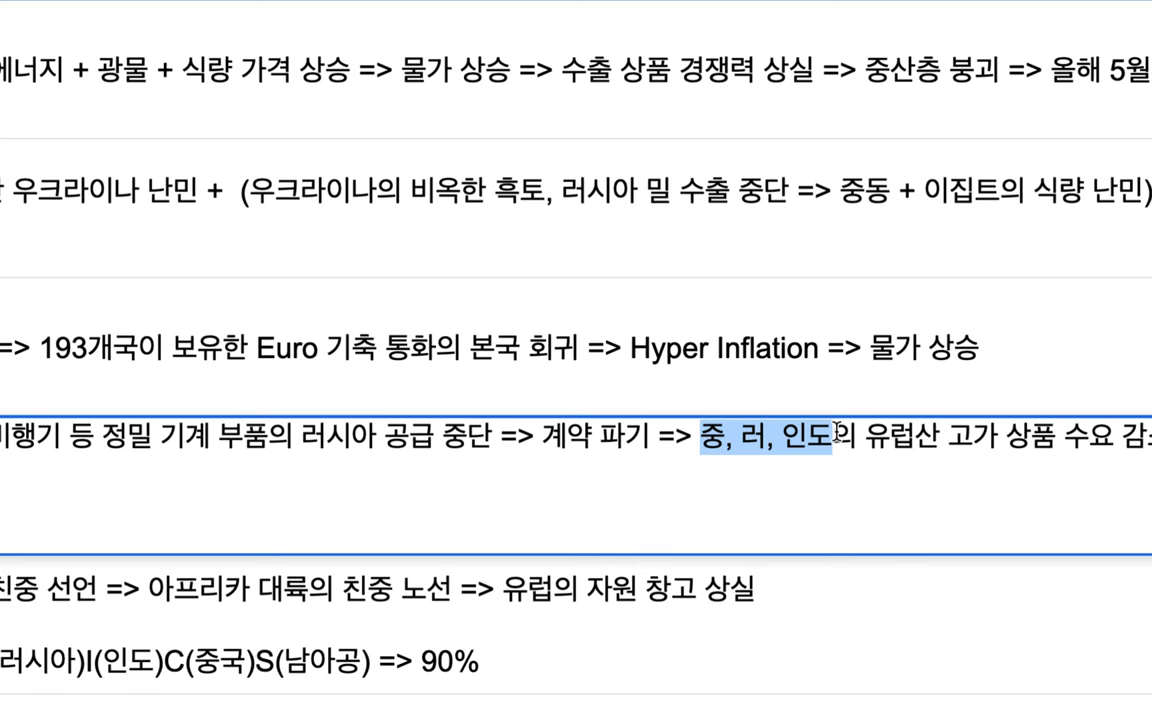 에너지 + 광물 + 식량 가격 상승 => 물가 상승 => 수출 상품 경쟁력 상실 => 중산층 붕괴 => 올해 5월
우크라이나 난민 + (우크라이나의 비옥한 흑토, 러시아 밀 수출 중단 => 중동 + 이집트의 식량 난민)
=> 193개국이 보유한 Euro 기축 통화의 본국 회귀 => Hyper Inflation => 물가 상승
비행기 등 정밀 기계 부품의 러시아 공급 중단 => 계약 파기 => 중, 러, 인도의 유럽산 고가 상품 수요 감소
친중 선언 => 아프리카 대륙의 친중 노선 => 유럽의 자원 창고 상실
러시아)I(인도)C(중국)S(남아공) => 90%